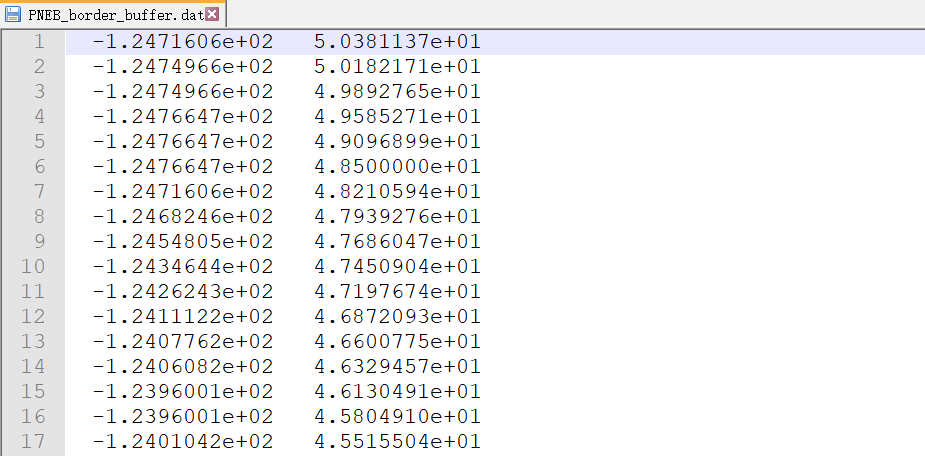 PNEB_border_buffer.dat
1 -1.2471606e+02 5.0381137e+01
2 -1.2474966e+02 5.0182171e+01
3 -1.2474966e+02 4.9892765e+01
4 -1.2476647e+02 4.9585271e+01
5 -1.2476647e+02 4.9096899e+01
6 -1.2476647e+02 4.8500000e+01
7 -1.2471606e+02 4.8210594e+01
8 -1.2468246e+02 4.7939276e+01
9 -1.2454805e+02 4.7686047e+01
10 -1.2434644e+02 4.7450904e+01
11 -1.2426243e+02 4.7197674e+01
12 -1.2411122e+02 4.6872093e+01
13 -1.2407762e+02 4.6600775e+01
14 -1.2406082e+02 4.6329457e+01
15 -1.2396001e+02 4.6130491e+01
16 -1.2396001e+02 4.5804910e+01
17 -1.2401042e+02 4.5515504e+01